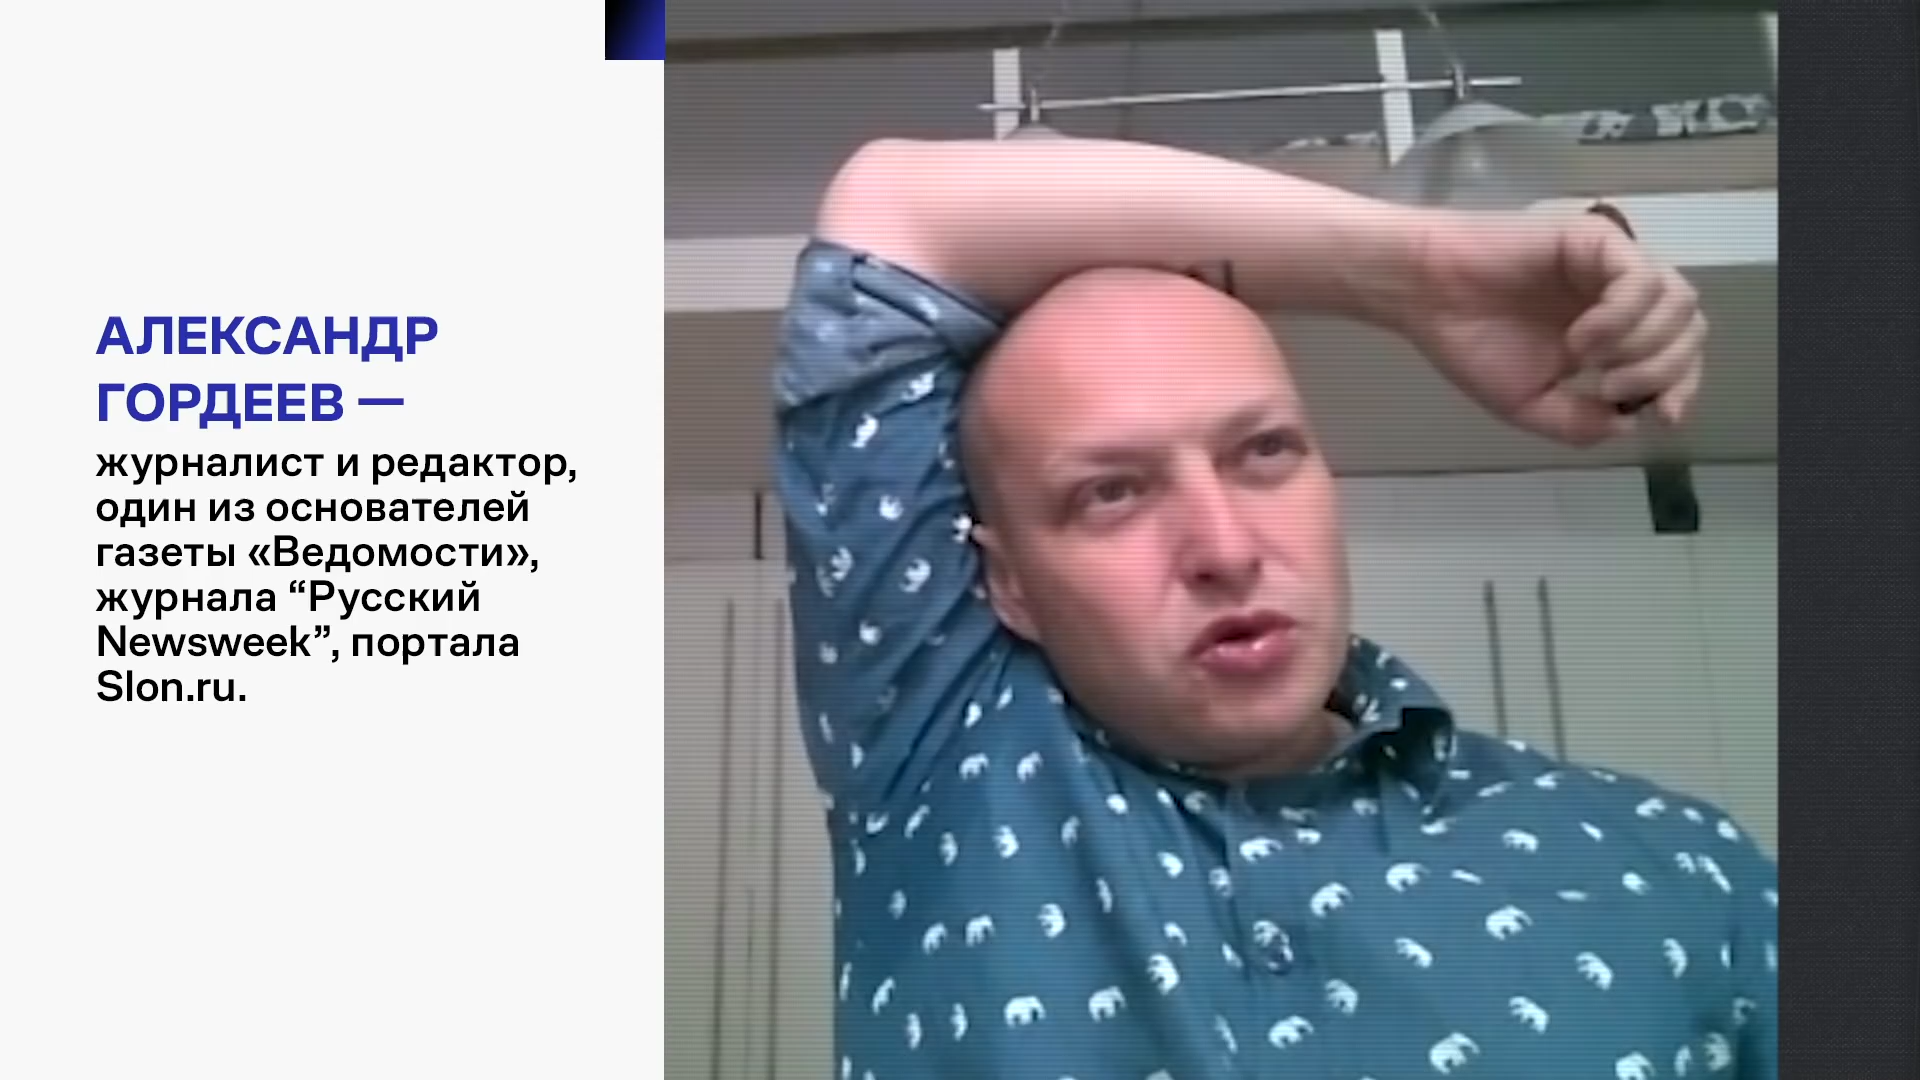 АЛЕКСАНДР
ГОРДЕЕВ —
журналист и редактор,
один из основателей
газеты «Ведомости»,
журнала “Русский
Newsweek”, портала
Slon.ru.